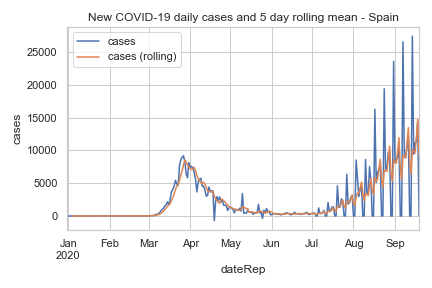 New COVID-19 daily cases and 5 day rolling mean - Spain
cases
cases (rolling)
25000
20000
15000
10000
5000
0
cases
Jan Feb Mar Apr May Jun Jul Aug Sep
2020
dateRep